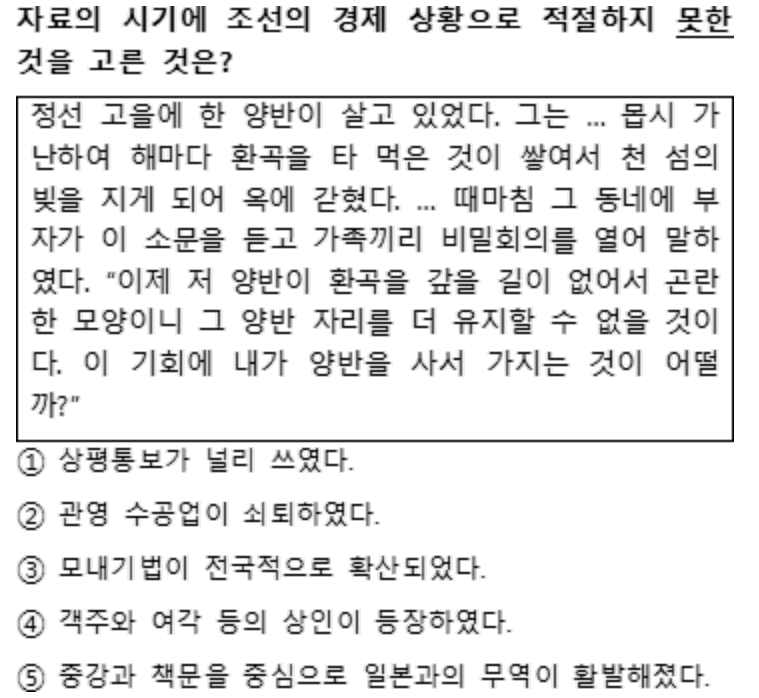 자료의 시기에 조선의 경제 상황으로 적절하지 못한
것을 고른 것은?
정선 고을에 한 양반이 살고 있었다. 그는 ... 몹시 가
난하여 해마다 환곡을 타 먹은 것이 쌓여서 천 섬의
빚을 지게 되어 옥에 갇혔다. ... 때마침 그 동네에 부
자가 이 소문을 듣고 가족끼리 비밀회의를 열어 말하
였다. "이제 저 양반이 환곡을 갚을 길이 없어서 곤란
한 모양이니 그 양반 자리를 더 유지할 수 없을 것이
다. 이 기회에 내가 양반을 사서 가지는 것이 어떨
까?"
① 상평통보가 널리 쓰였다.
② 관영 수공업이 쇠퇴하였다.
③ 모내기법이 전국적으로 확산되었다.
④ 객주와 여각 등의 상인이 등장하였다.
⑤ 중강과 책문을 중심으로 일본과의 무역이 활발해졌다.